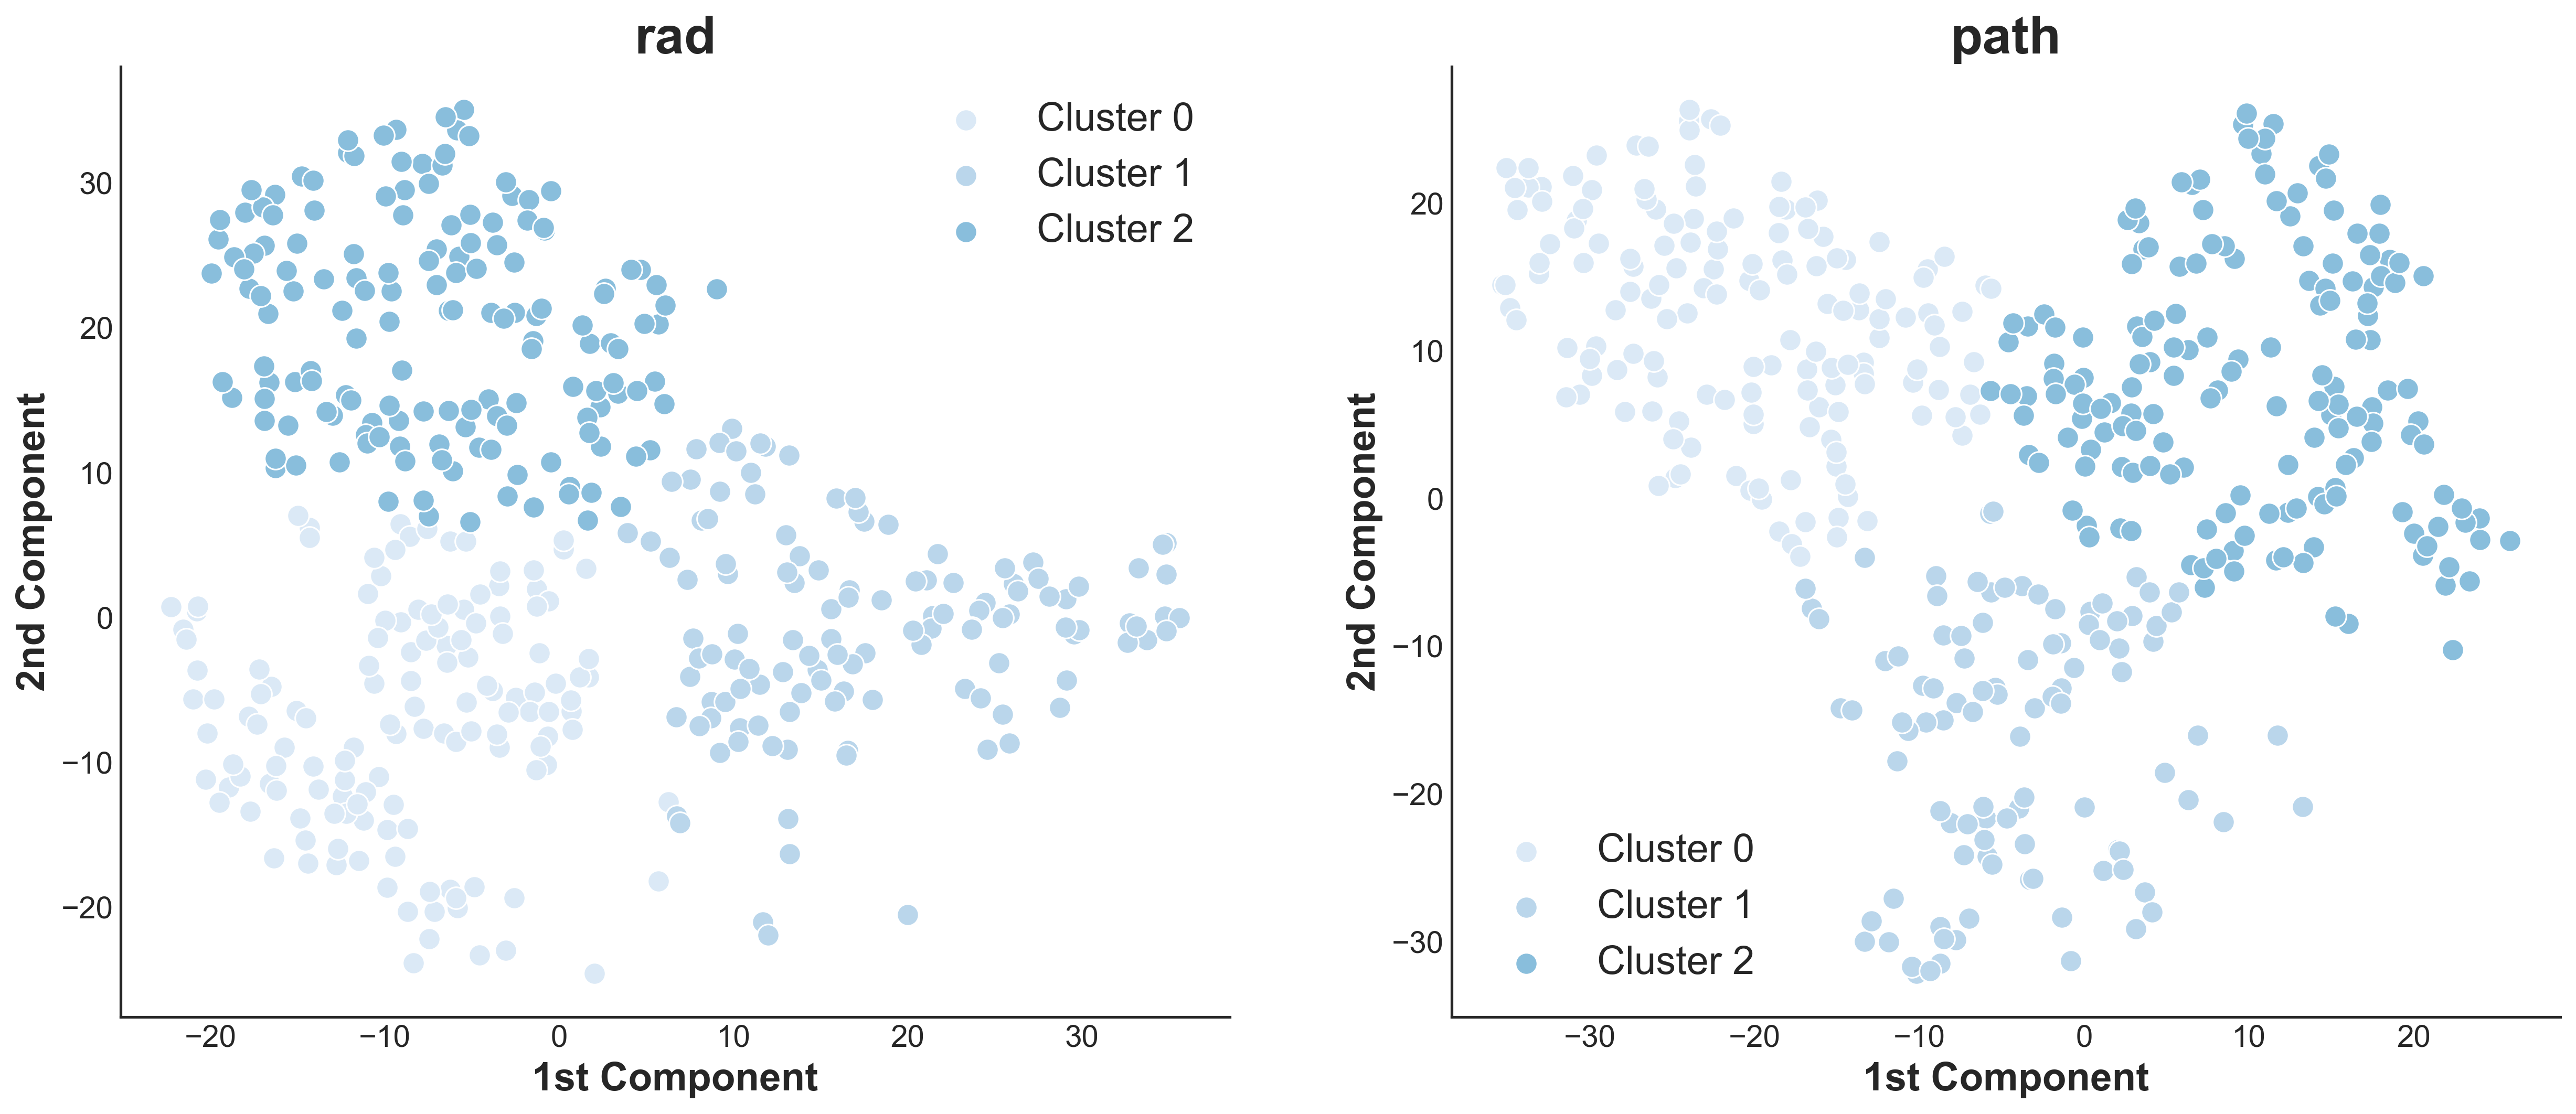 rad
Cluster 0
Cluster 1
Cluster 2
2nd Component
30
20
10
0
−10
−20
−20 −10 0 10 20 30
1st Component
path
Cluster 0
Cluster 1
Cluster 2
2nd Component
20
10
0
−10
−20
−30
−30 −20 −10 0 10 20
1st Component